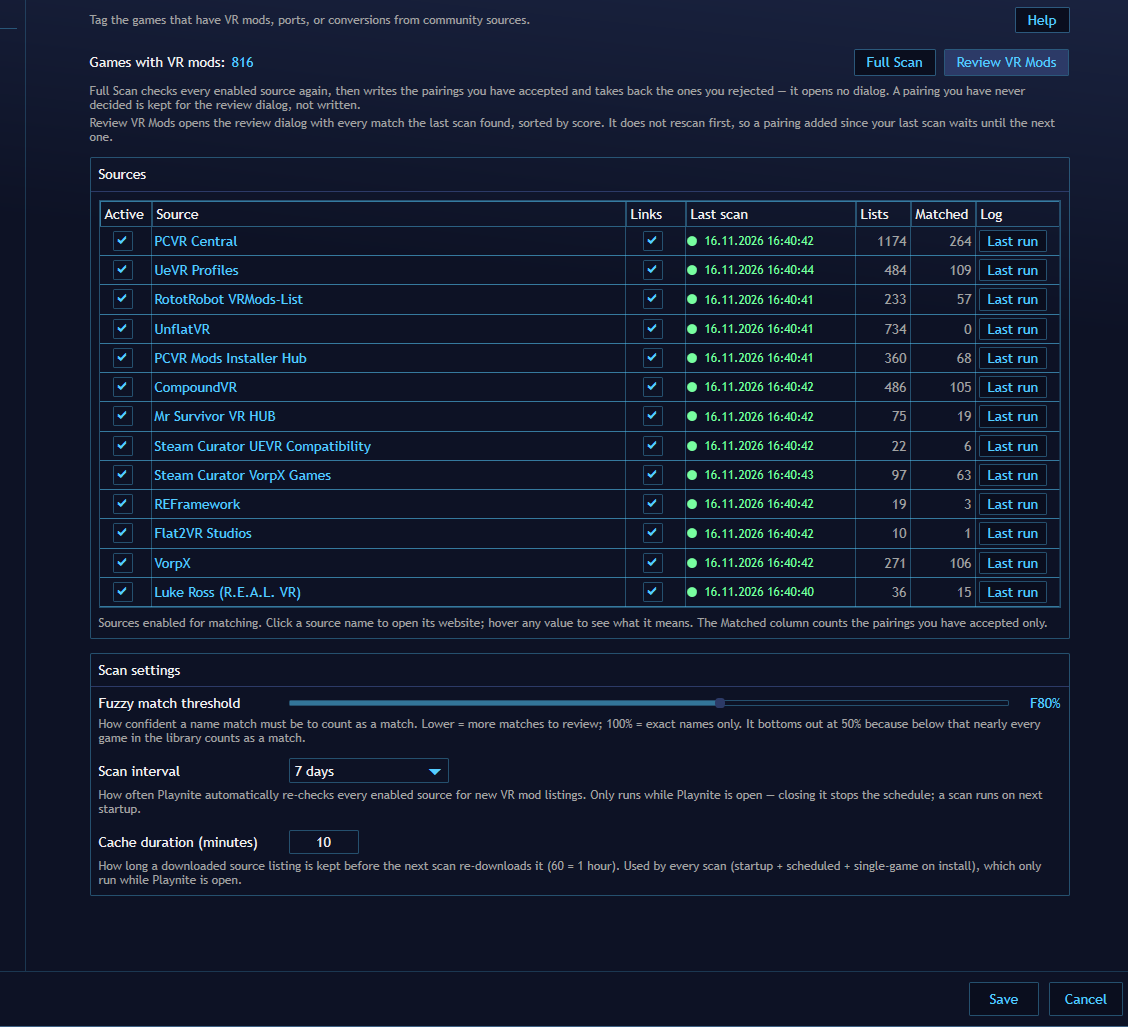 Tag the games that have VR mods, ports, or conversions from community sources.
Help
Games with VR mods: 816
Full Scan
Review VR Mods
Full Scan checks every enabled source again, then writes the pairings you have accepted and takes back the ones you rejected — it opens no dialog. A pairing you have never
decided is kept for the review dialog, not written.
Review VR Mods opens the review dialog with every match the last scan found, sorted by score. It does not rescan first, so a pairing added since your last scan waits until the next
one.
Sources
Active Source Links Last scan Lists Matched Log
PCVR Central 16.11.2026 16:40:42 1174 264 Last run
UeVR Profiles 16.11.2026 16:40:44 484 109 Last run
RototRobot VRMods-List 16.11.2026 16:40:41 233 57 Last run
UnflatVR 16.11.2026 16:40:41 734 0 Last run
PCVR Mods Installer Hub 16.11.2026 16:40:41 360 68 Last run
CompoundVR 16.11.2026 16:40:42 486 105 Last run
Mr Survivor VR HUB 16.11.2026 16:40:42 75 19 Last run
Steam Curator UEVR Compatibility 16.11.2026 16:40:42 22 6 Last run
Steam Curator VorpX Games 16.11.2026 16:40:43 97 63 Last run
REFramework 16.11.2026 16:40:42 19 3 Last run
Flat2VR Studios 16.11.2026 16:40:42 10 1 Last run
VorpX 16.11.2026 16:40:42 271 106 Last run
Luke Ross (R.E.A.L. VR) 16.11.2026 16:40:40 36 15 Last run
Sources enabled for matching. Click a source name to open its website; hover any value to see what it means. The Matched column counts the pairings you have accepted only.
Scan settings
Fuzzy match threshold F80%
How confident a name match must be to count as a match. Lower = more matches to review; 100% = exact names only. It bottoms out at 50% because below that nearly every
game in the library counts as a match.
Scan interval 7 days
How often Playnite automatically re-checks every enabled source for new VR mod listings. Only runs while Playnite is open — closing it stops the schedule; a scan runs on next
startup.
Cache duration (minutes) 10
How long a downloaded source listing is kept before the next scan re-downloads it (60 = 1 hour). Used by every scan (startup + scheduled + single-game on install), which only
run while Playnite is open.
Save
Cancel